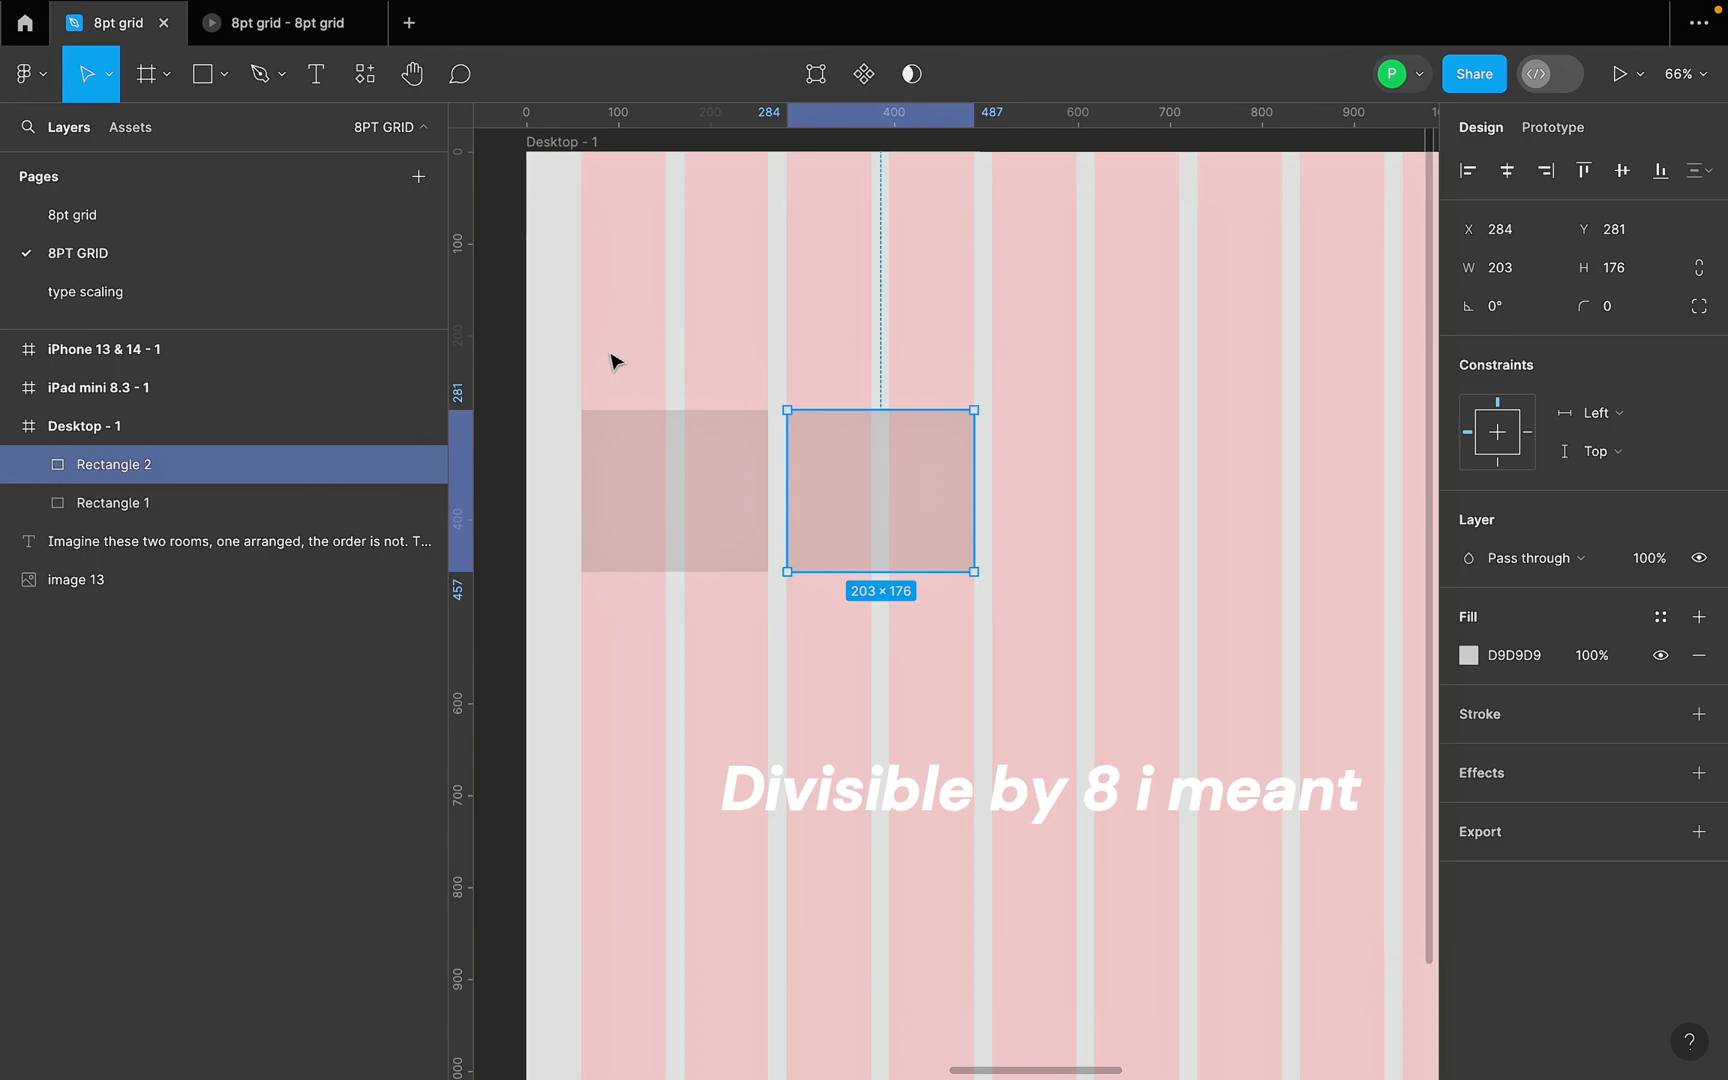 8pt grid
8pt grid - 8pt grid
P
Share
66%
Layers
Assets
8PT GRID
0
100
200
284
400
487
600
700
800
900
Design
Prototype
Desktop - 1
Pages
8pt grid
8PT GRID
type scaling
iPhone 13 & 14 - 1
iPad mini 8.3 - 1
Desktop - 1
Rectangle 2
Rectangle 1
Imagine these two rooms, one arranged, the order is not. T...
image 13
0
100
200
281
400
457
600
700
800
900
203 × 176
Divisible by 8 i meant
X 284
Y 281
W 203
H 176
0°
0
Constraints
Left
Top
Layer
Pass through
100%
Fill
D9D9D9
100%
Stroke
Effects
Export
?